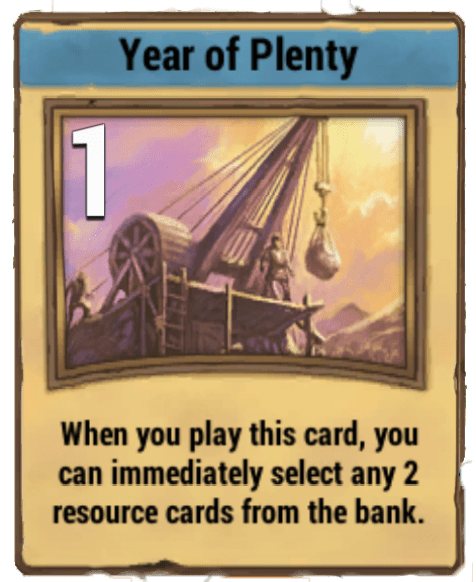 Year of Plenty
1
When you play this card, you
can immediately select any 2
resource cards from the bank.